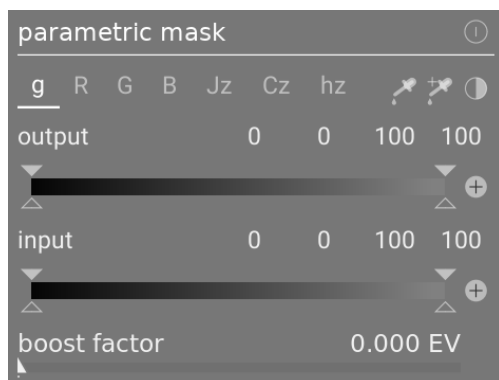 parametric mask
g R G B Jz Cz hz
output 0 0 100 100
input 0 0 100 100
boost factor 0.000 EV